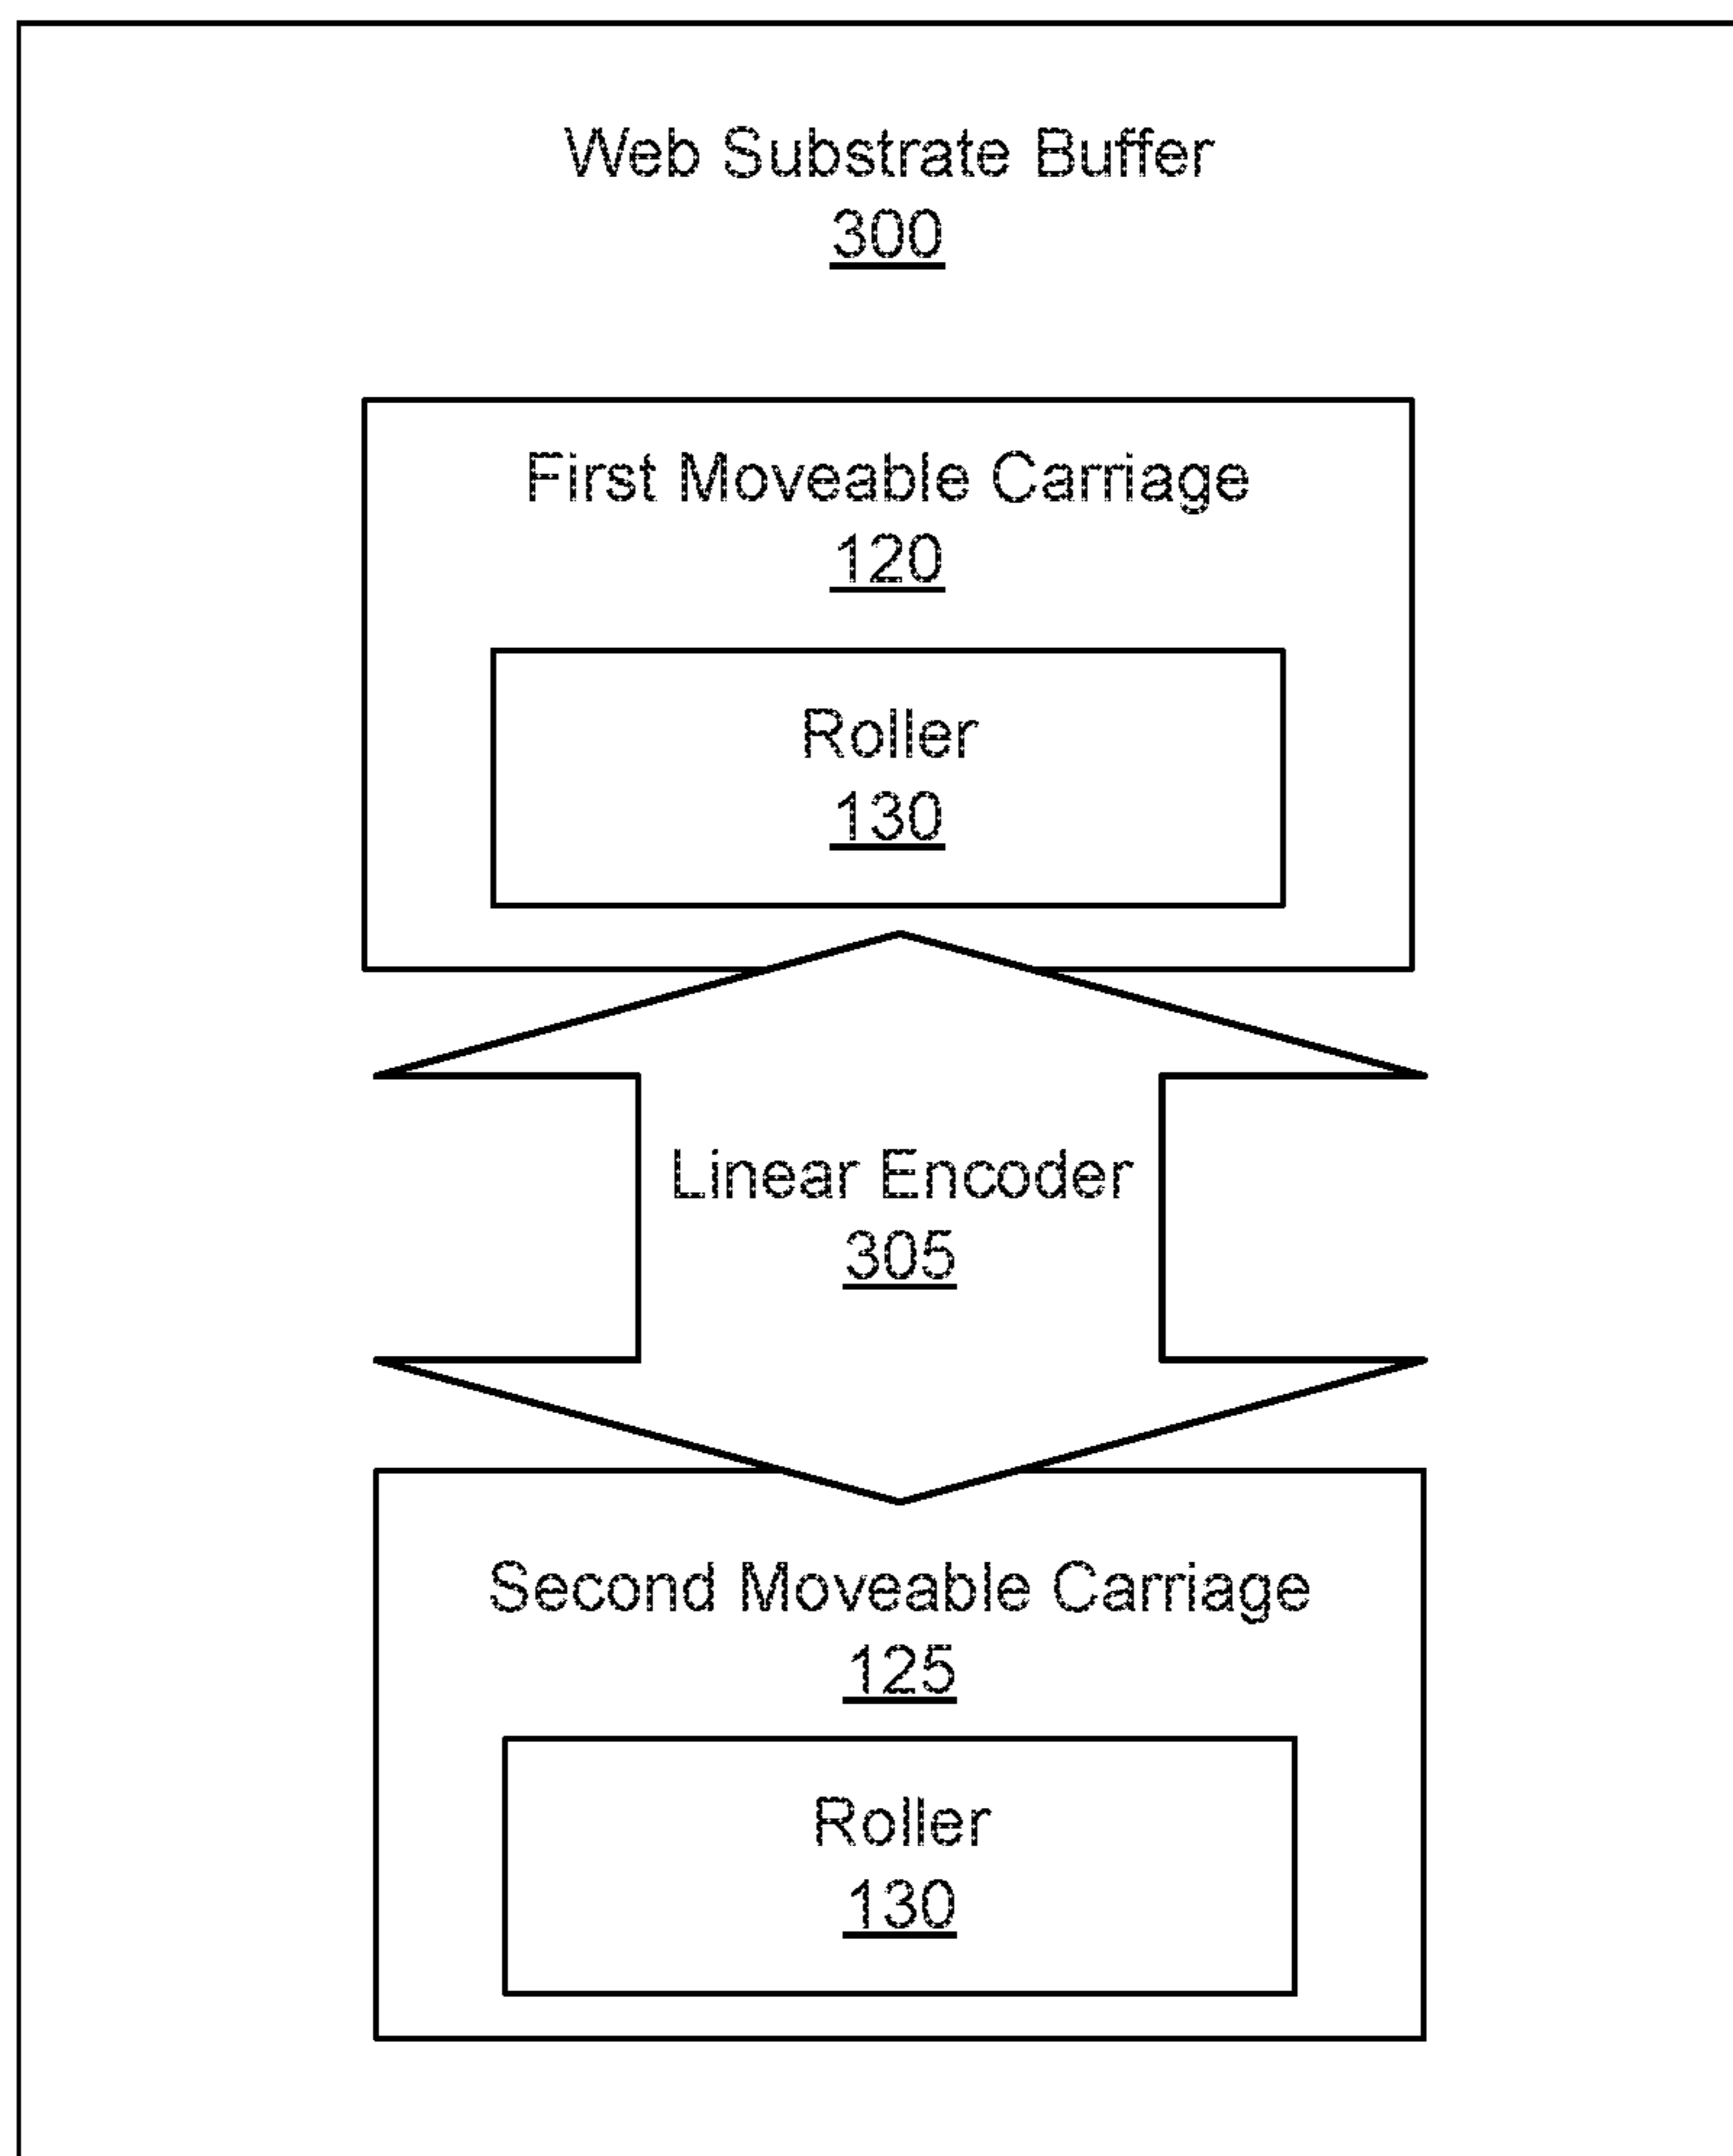 Web Substrate Buffer
300
First Moveable Carriage
120
Roller
130
Linear Encoder
305
Second Moveable Carriage
125
Roller
130